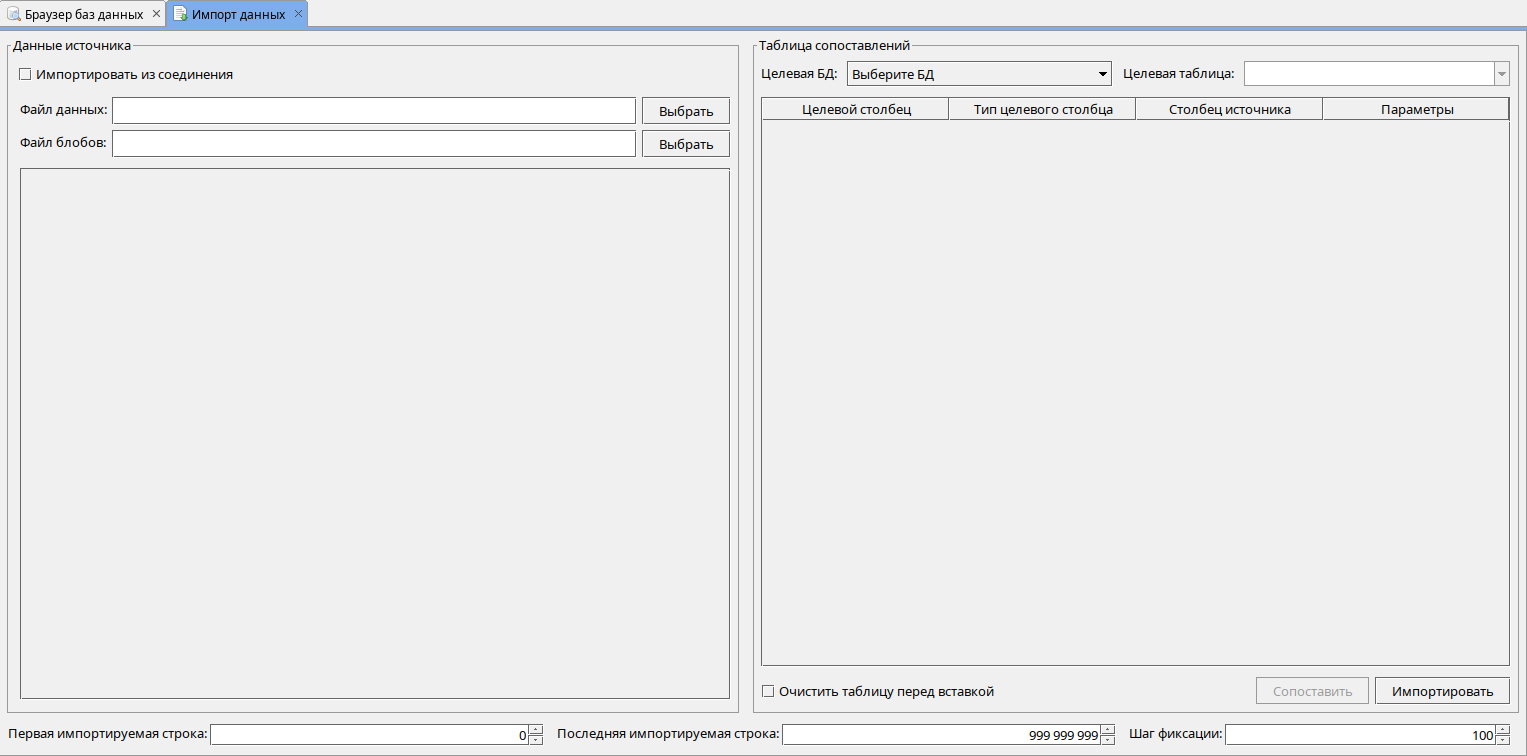 Браузер баз данных
Импорт данных
Данные источника
Импортировать из соединения
Файл данных:
Выбрать
Файл блобов:
Выбрать
Таблица сопоставлений
Целевая БД: Выберите БД Целевая таблица:
Целевой столбец Тип целевого столбца Столбец источника Параметры
Очистить таблицу перед вставкой
Сопоставить
Импортировать
Первая импортируемая строка: 0 Последняя импортируемая строка: 999 999 999 Шаг фиксации: 100